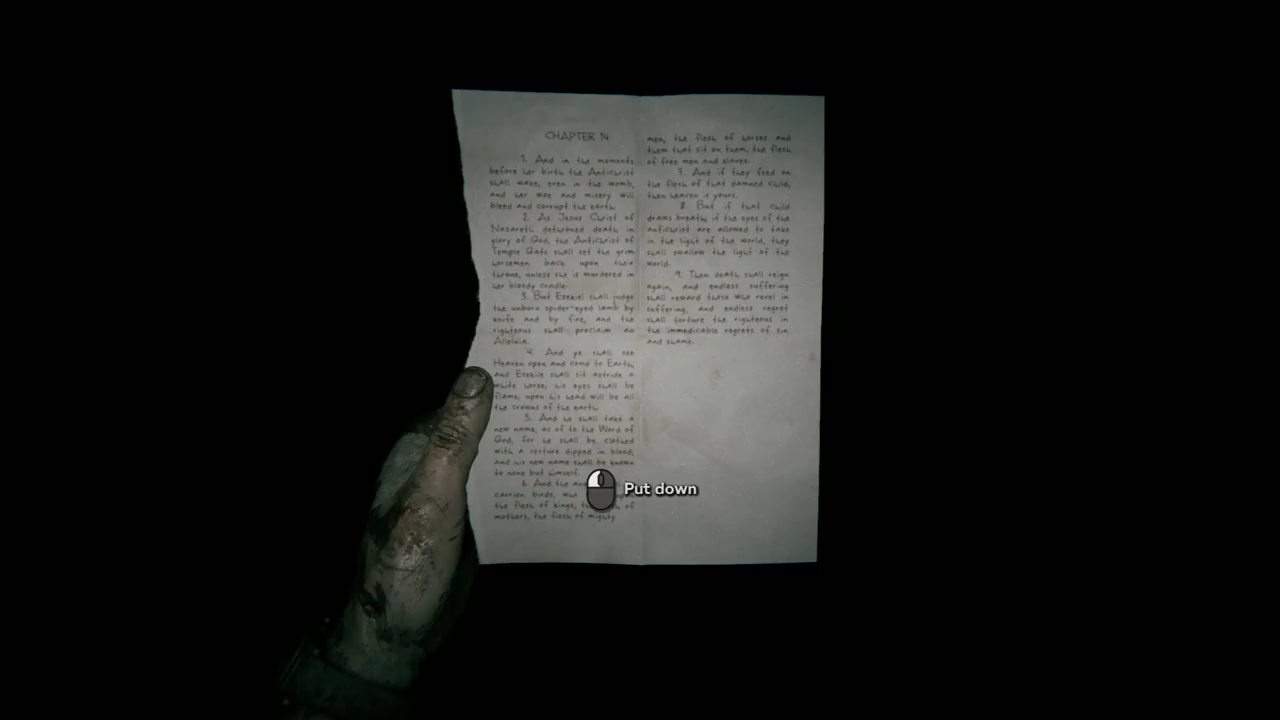 CHAPTER 14
1. And in the moments
before her birth the Antichrist
shall wake, even in the womb,
and her woe and misery will
bleed and corrupt the earth.
2. As Jesus Christ of
Nazareth dethroned death in
glory of God, the Antichrist of
Temple Gate shall set the grim
horsemen back upon their
throne, unless she is murdered in
her bloody cradle.
3. But Ezekiel shall judge
the unborn spider-eyed lamb by
knife and by fire, and the
righteous shall proclaim an
Alleluia.
4. And ye shall see
Heaven open and come to Earth,
and Ezekile shall sit astride a
white horse; his eyes shall be
flame, upon his head will be all
the crowns of the earth.
5. And he shall take a
new name, as of to the Word of
God, for he shall be clothed
with a vesture dipped in blood;
and his new name shall be known
to none but himself.
6. And the
carrion birds, who
the flesh of kings, of
mothers, the flesh of mighty
men, the flesh of horses and
them that sit on them, the flesh
of free men and slaves.
7. And if they feed on
the flesh of that damned child,
then heaven is yours.
8. But if that child
draws breath, if the eyes of the
antichrist are allowed to take
in the light of the world, they
shall swallow the light of the
world.
9. Then death shall reign
again, and endless suffering
shall reward those who revel in
suffering, and endless regret
shall torture the righteous in
the immedicable regrets of sin
and shame.
Put down